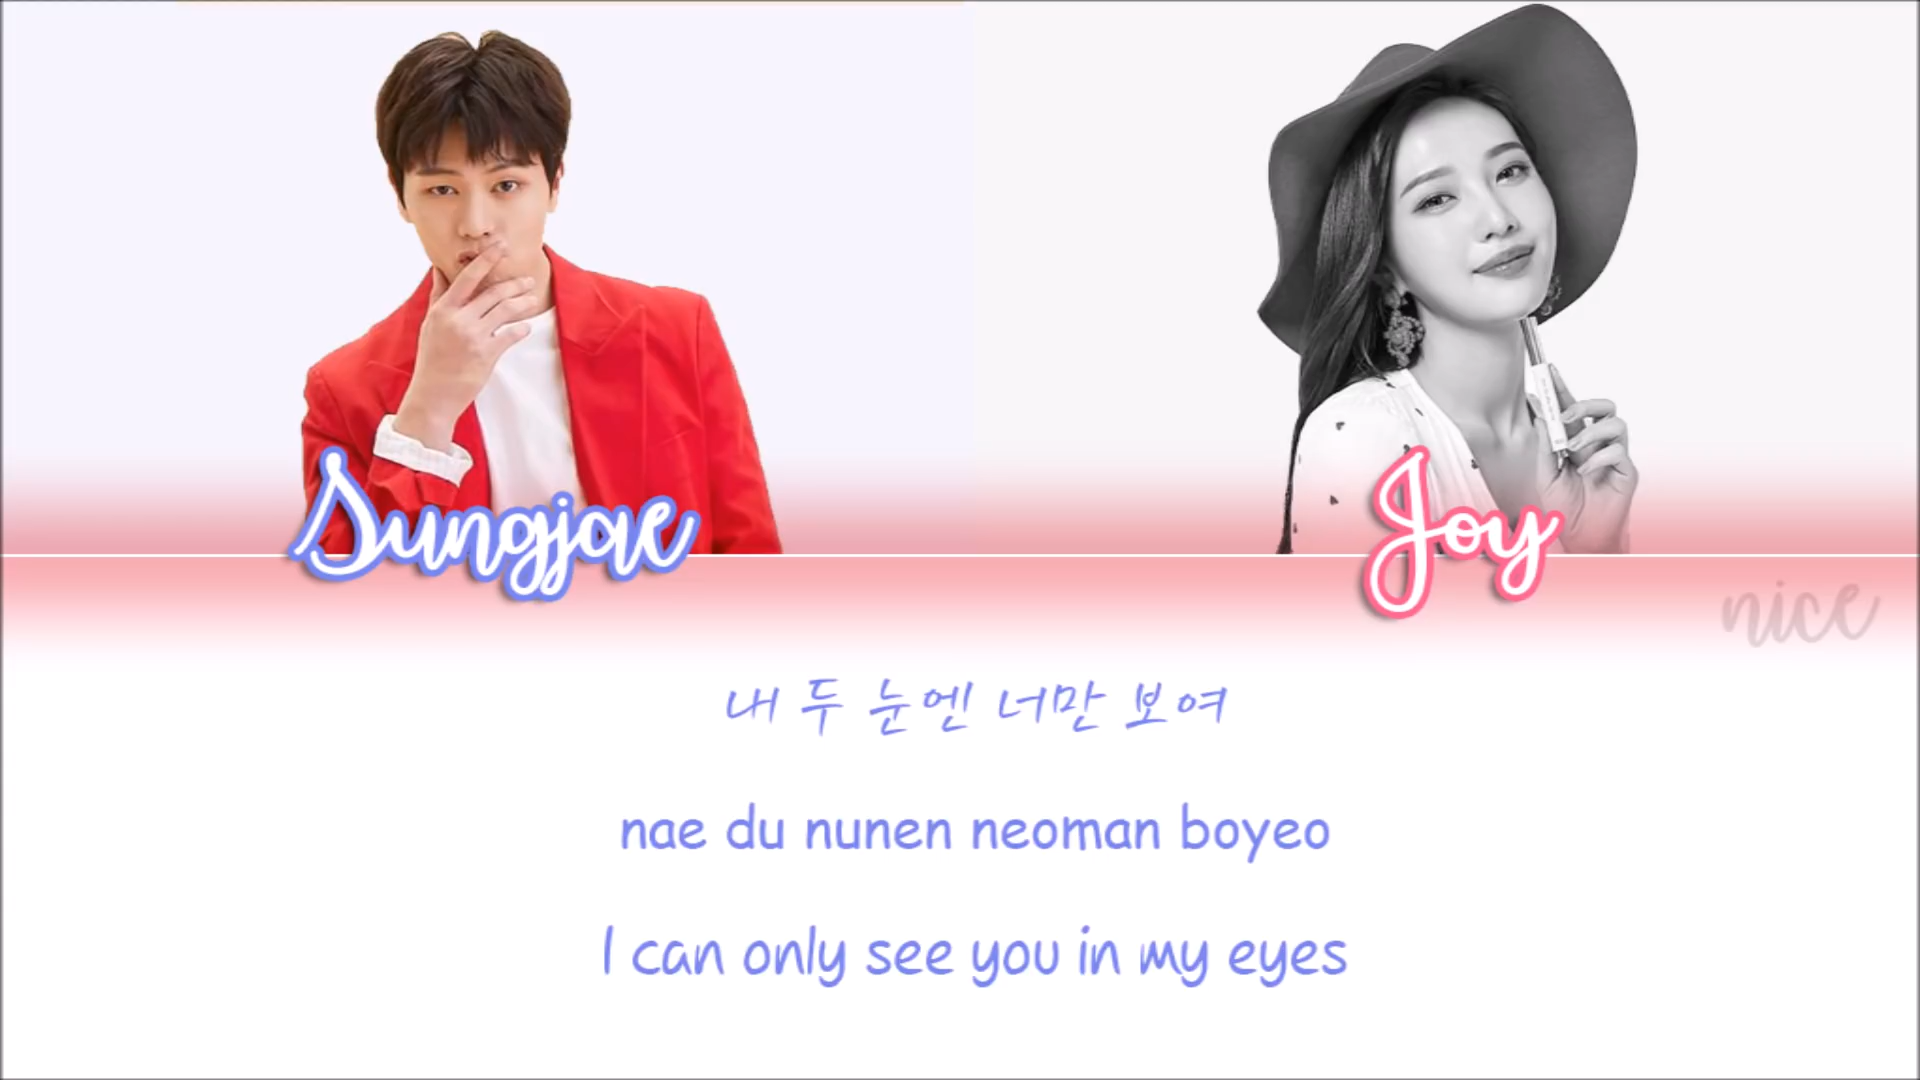 Sungjae
Joy
nice
내 두 눈엔 너만 보여
nae du nunen neoman boyeo
I can only see you in my eyes